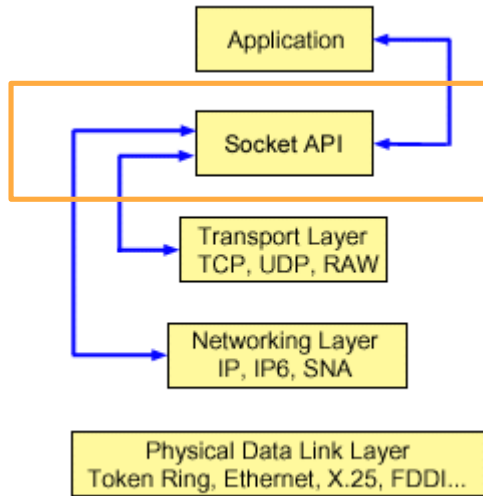 Application
Socket API
Transport Layer
TCP, UDP, RAW
Networking Layer
IP, IP6, SNA
Physical Data Link Layer
Token Ring, Ethernet, X.25, FDDI...